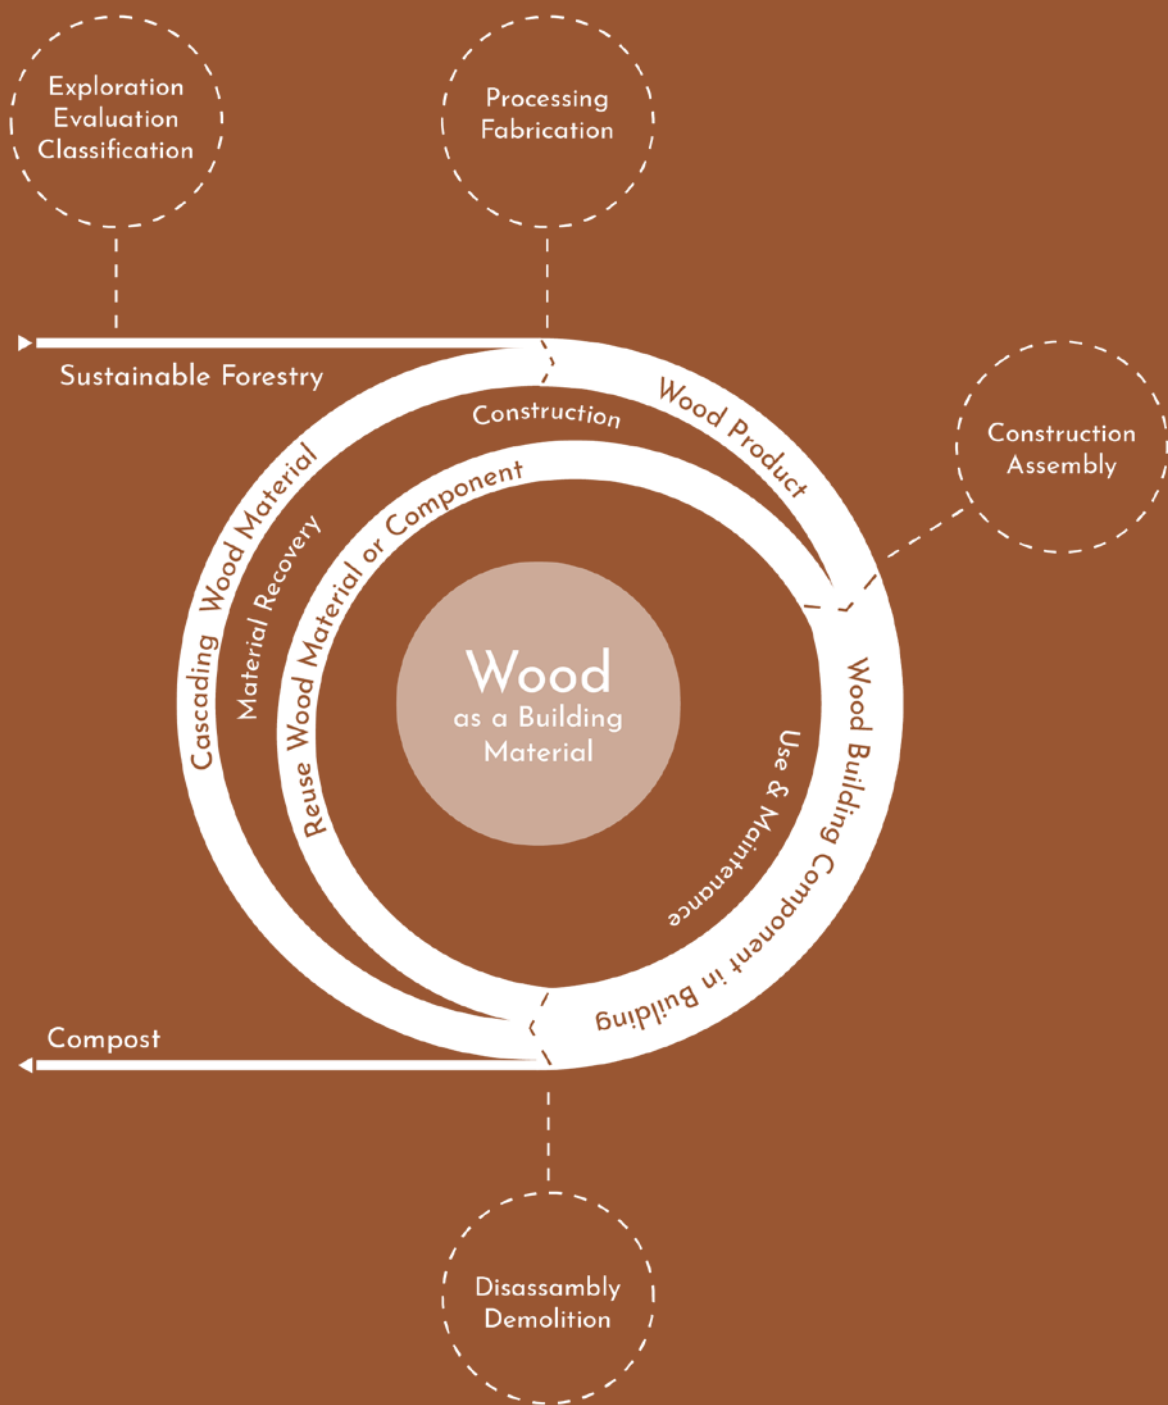 Exploration
Evaluation
Classification
Processing
Fabrication
Sustainable Forestry
Construction
Wood Product
Construction
Assembly
Cascading Wood Material
Material Recovery
Reuse Wood Material or Component
Wood
as a Building
Material
Use & Maintenance
Wood Building Component in Building
Compost
Disassambly
Demolition